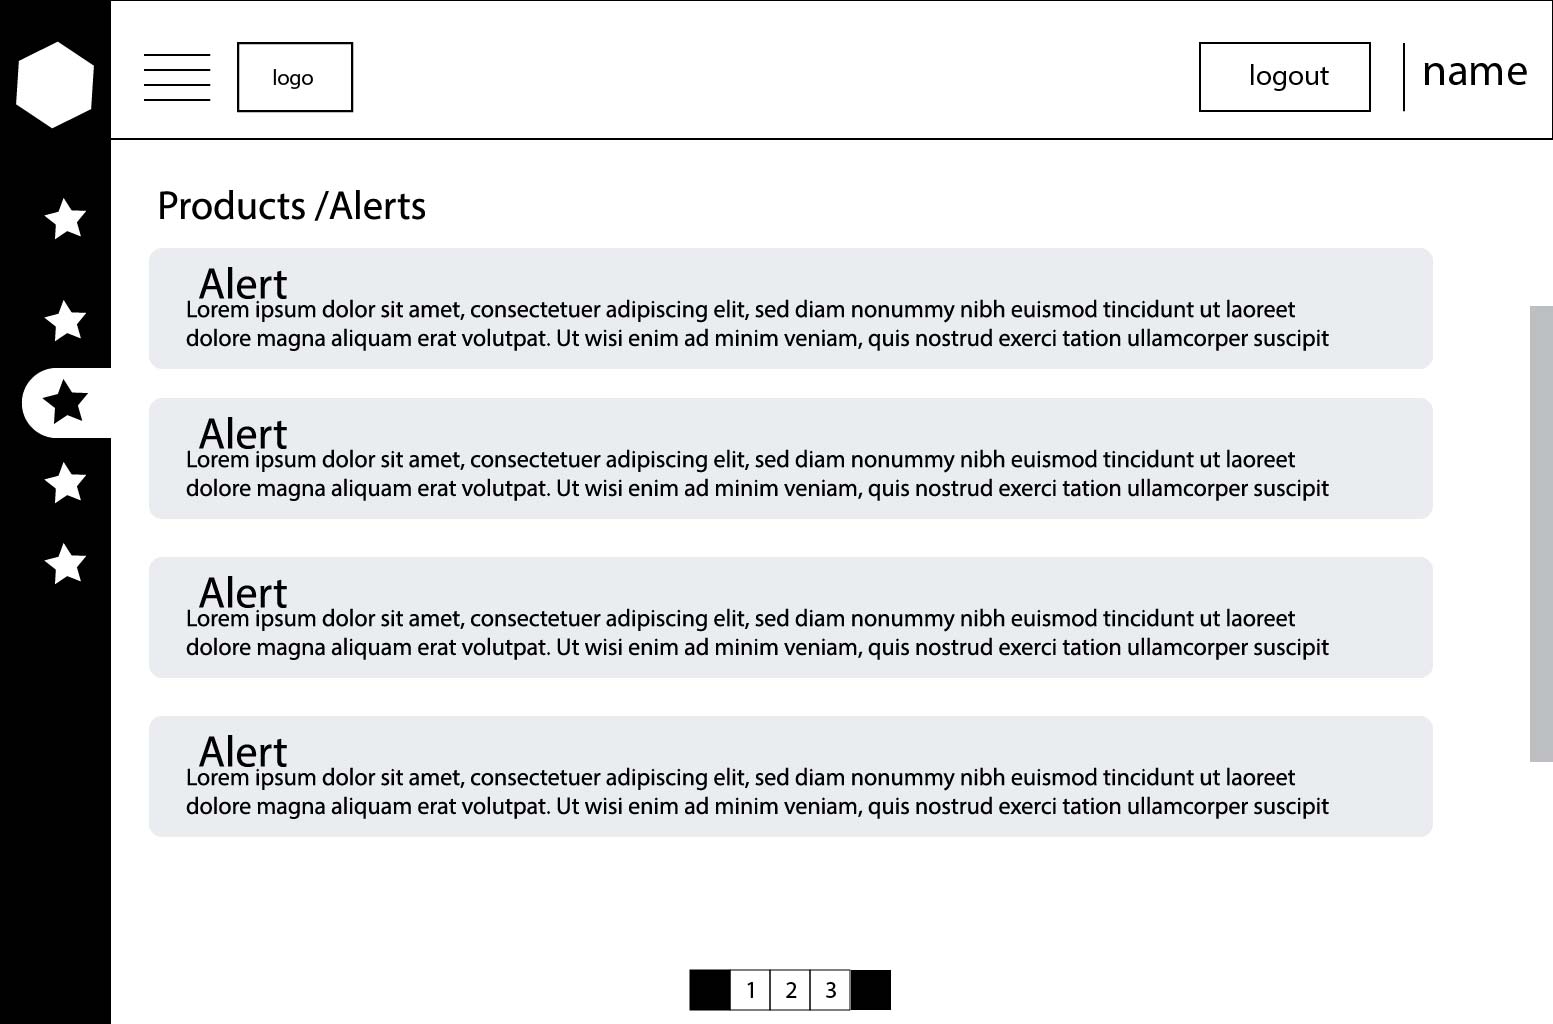 logo
logout
name
Products /Alerts
Alert
Lorem ipsum dolor sit amet, consectetuer adipiscing elit, sed diam nonummy nibh euismod tincidunt ut laoreet
dolore magna aliquam erat volutpat. Ut wisi enim ad minim veniam, quis nostrud exerci tation ullamcorper suscipit
Alert
Lorem ipsum dolor sit amet, consectetuer adipiscing elit, sed diam nonummy nibh euismod tincidunt ut laoreet
dolore magna aliquam erat volutpat. Ut wisi enim ad minim veniam, quis nostrud exerci tation ullamcorper suscipit
Alert
Lorem ipsum dolor sit amet, consectetuer adipiscing elit, sed diam nonummy nibh euismod tincidunt ut laoreet
dolore magna aliquam erat volutpat. Ut wisi enim ad minim veniam, quis nostrud exerci tation ullamcorper suscipit
Alert
Lorem ipsum dolor sit amet, consectetuer adipiscing elit, sed diam nonummy nibh euismod tincidunt ut laoreet
dolore magna aliquam erat volutpat. Ut wisi enim ad minim veniam, quis nostrud exerci tation ullamcorper suscipit
1 2 3